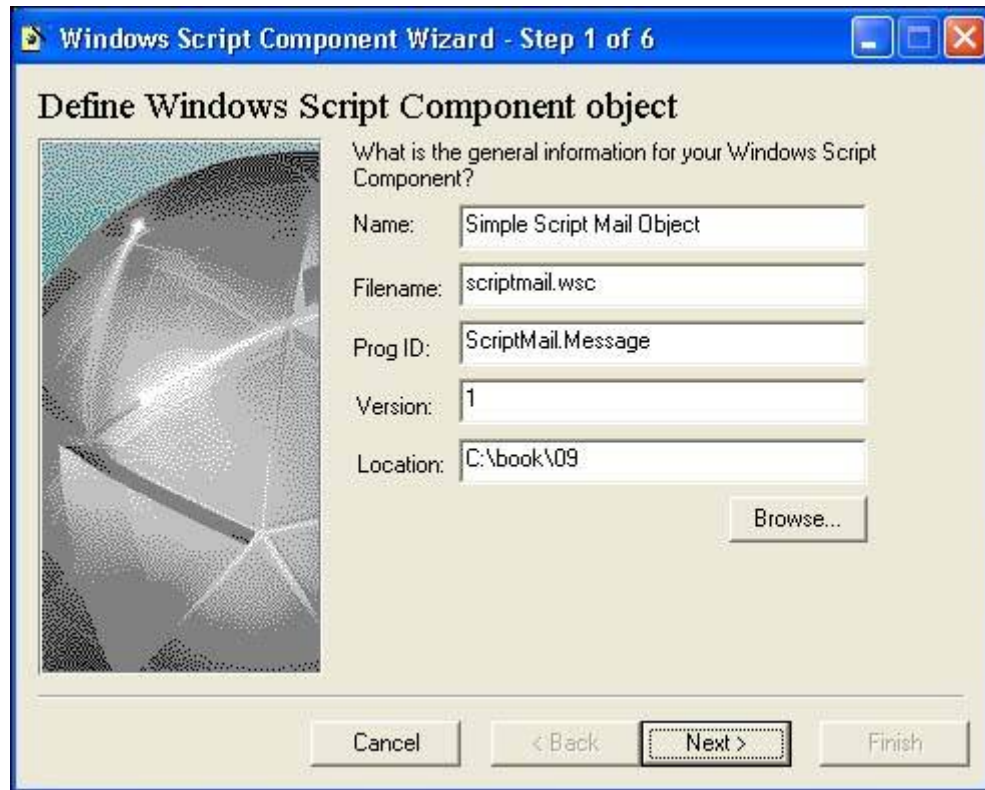 Windows Script Component Wizard - Step 1 of 6
Define Windows Script Component object
What is the general information for your Windows Script
Component?
Name: Simple Script Mail Object
Filename: scriptmail.wsc
Prog ID: ScriptMail.Message
Version: 1
Location: C:\book\09
Browse...
Cancel < Back Next > Finish